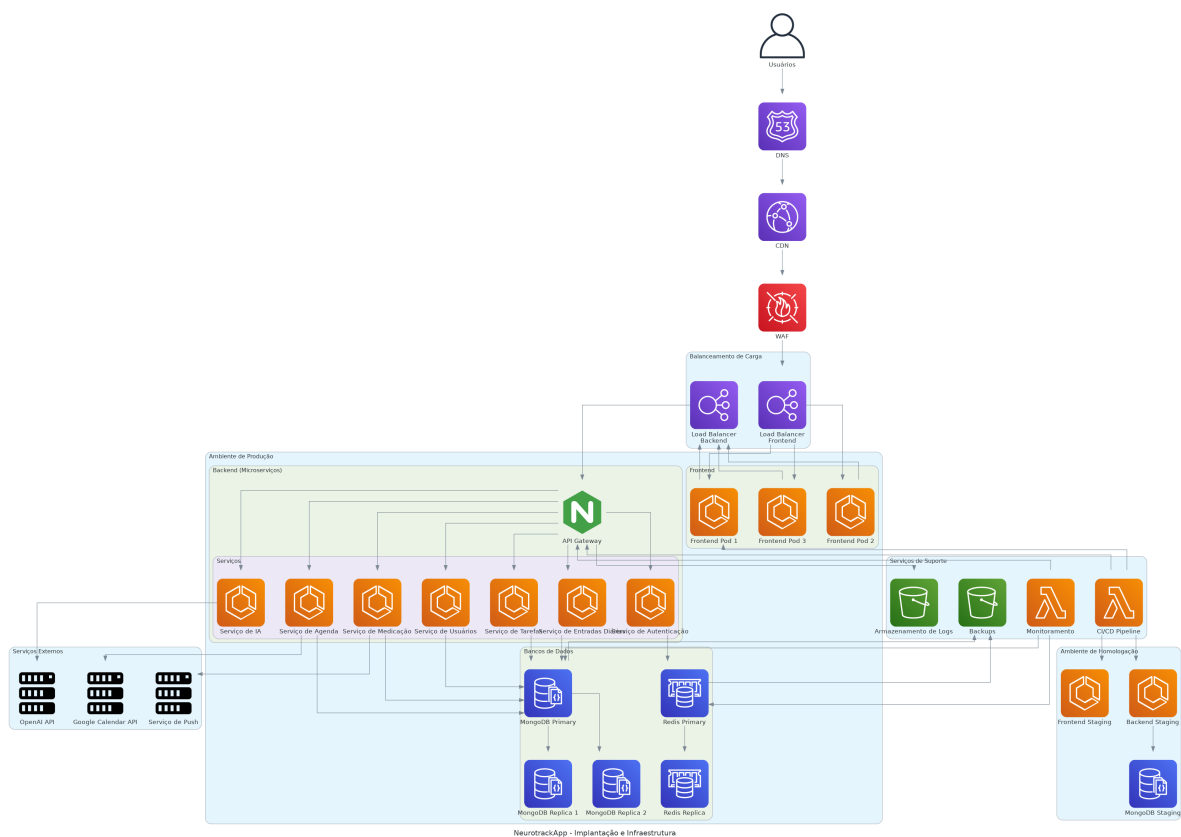 Usuários
53
DNS
CDN
WAF
Balanceamento de Carga
Load Balancer
Backend
Load Balancer
Frontend
Ambiente de Produção
Backend (Microserviços)
N
API Gateway
Frontend
Frontend Pod 1
Frontend Pod 3
Frontend Pod 2
Serviços
Serviço de IA
Serviço de Agenda
Serviço de Medicação
Serviço de Usuários
Serviço de Tarefas
Serviço de Entradas Diárias
Serviço de Autenticação
Serviços de Suporte
Armazenamento de Logs
Backups
Monitoramento
CI/CD Pipeline
Serviços Externos
OpenAI API
Google Calendar API
Serviço de Push
Bancos de Dados
MongoDB Primary
Redis Primary
MongoDB Replica 1
MongoDB Replica 2
Redis Replica
Ambiente de Homologação
Frontend Staging
Backend Staging
MongoDB Staging
NeurotrackApp - Implantação e Infraestrutura